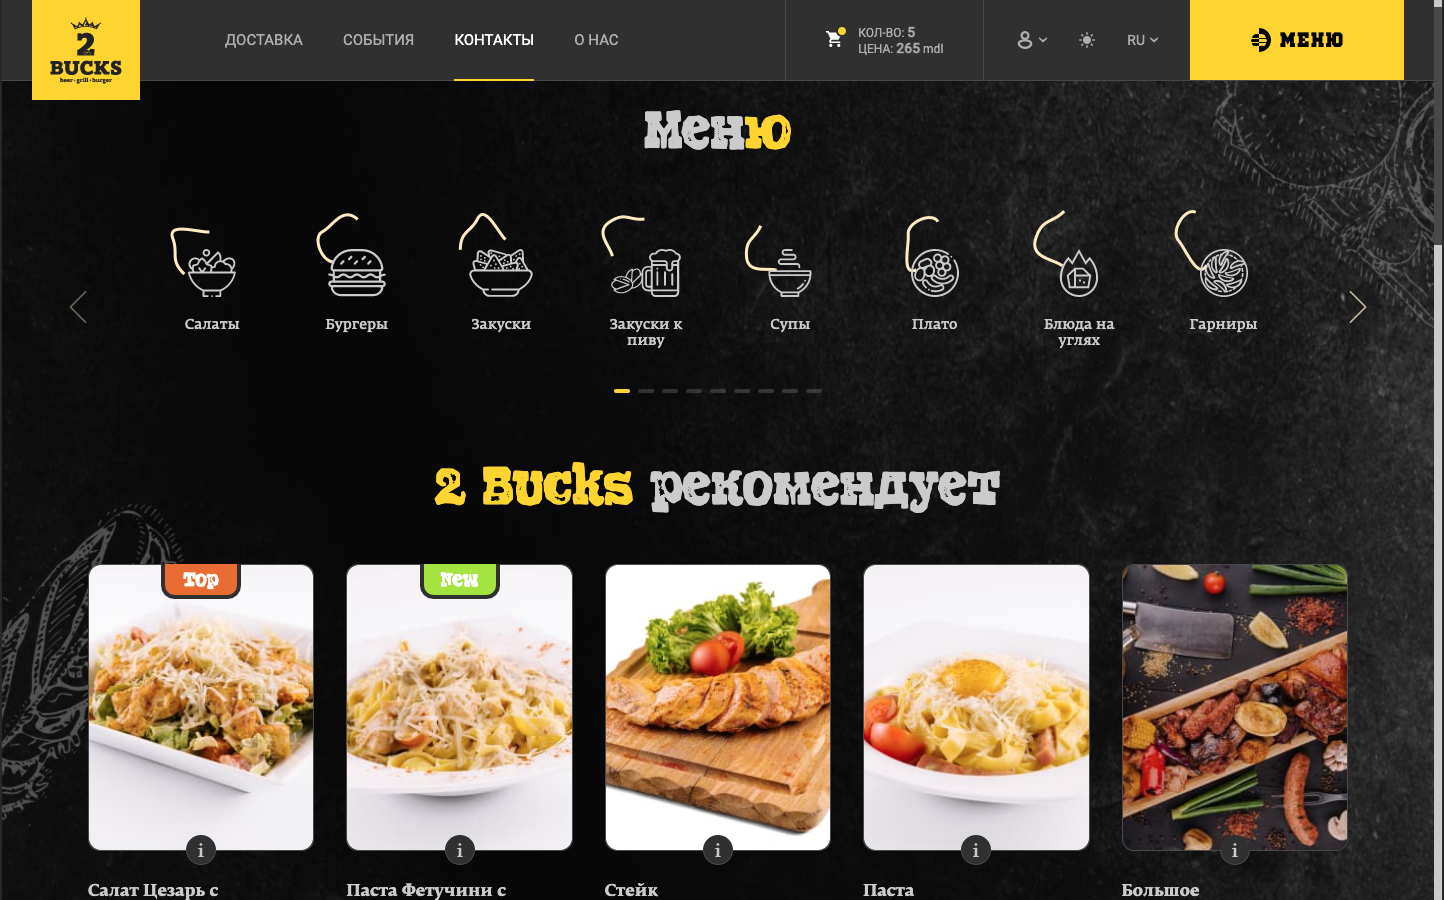 2
BUCKS
beer·grill·burger
ДОСТАВКА
СОБЫТИЯ
КОНТАКТЫ
О НАС
КОЛ-ВО: 5
ЦЕНА: 265 mdl
RU
МЕНЮ
Меню
Салаты
Бургеры
Закуски
Закуски к
пиву
Супы
Плато
Блюда на
углях
Гарниры
2 Bucks рекомендует
Top
New
i
i
i
i
i
Салат Цезарь с
Паста Фетучини с
Стейк
Паста
Большое